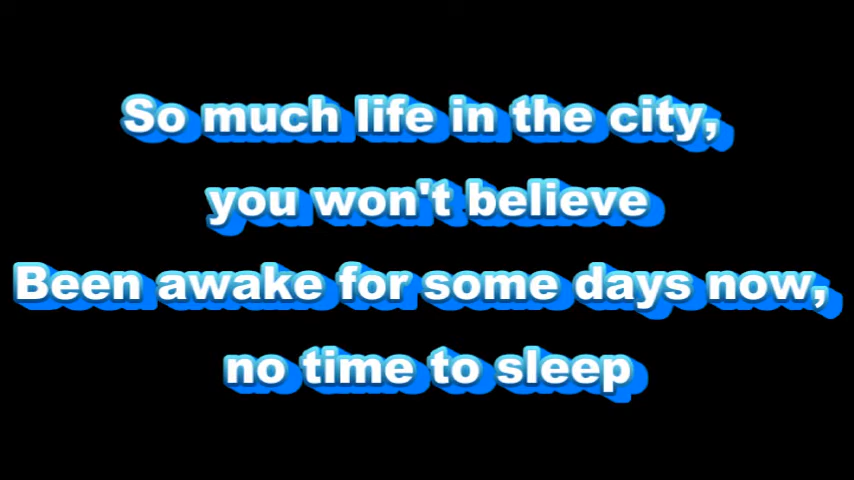 So much life in the city,
you won't believe
Been awake for some days now,
no time to sleep